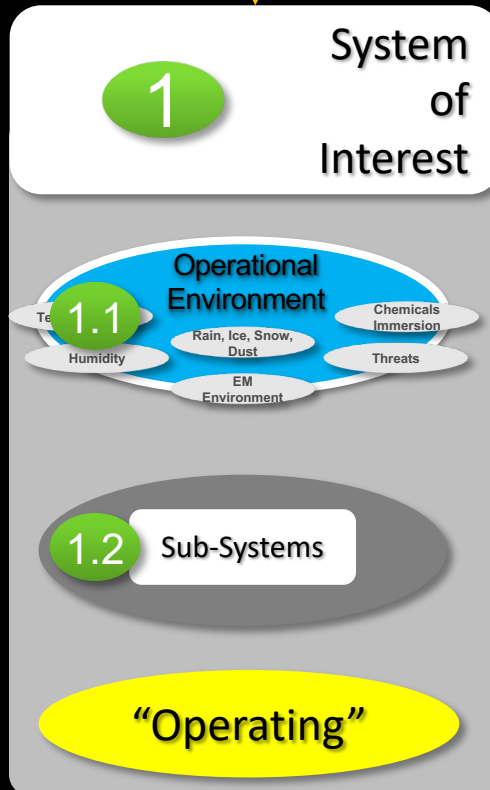 1
System
of
Interest
Operational
Environment
1.1
Chemicals
Immersion
Rain, Ice, Snow,
Dust
Humidity
Threats
EM
Environment
1.2
Sub-Systems
“Operating”